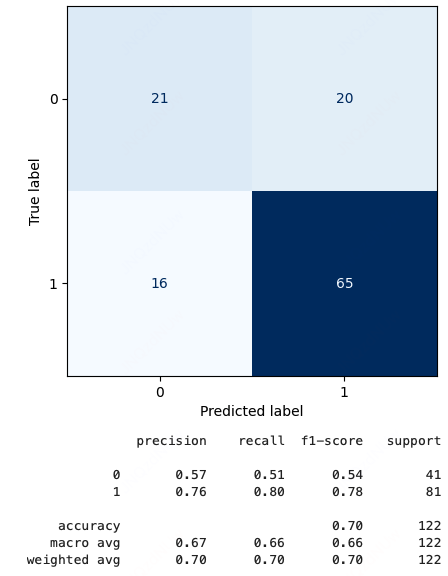 0
21
20
True label
1
16
65
0
1
Predicted label
precision recall f1-score support
0 0.57 0.51 0.54 41
1 0.76 0.80 0.78 81
accuracy 0.70 122
macro avg 0.67 0.66 0.66 122
weighted avg 0.70 0.70 0.70 122